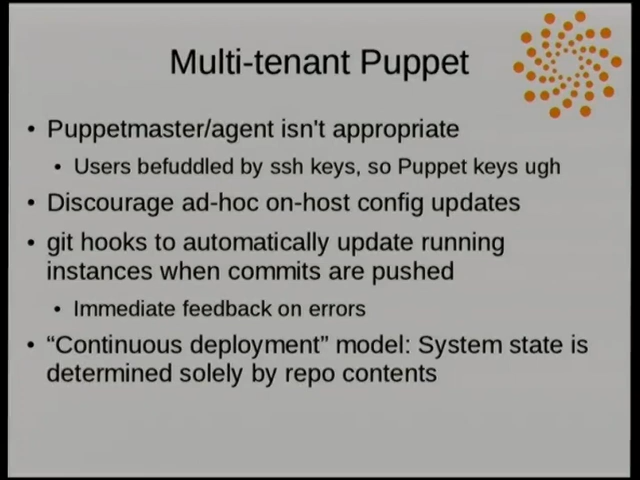 Multi-tenant Puppet
• Puppetmaster/agent isn't appropriate
• Users befuddled by ssh keys, so Puppet keys ugh
• Discourage ad-hoc on-host config updates
• git hooks to automatically update running
instances when commits are pushed
• Immediate feedback on errors
• “Continuous deployment” model: System state is
determined solely by repo contents